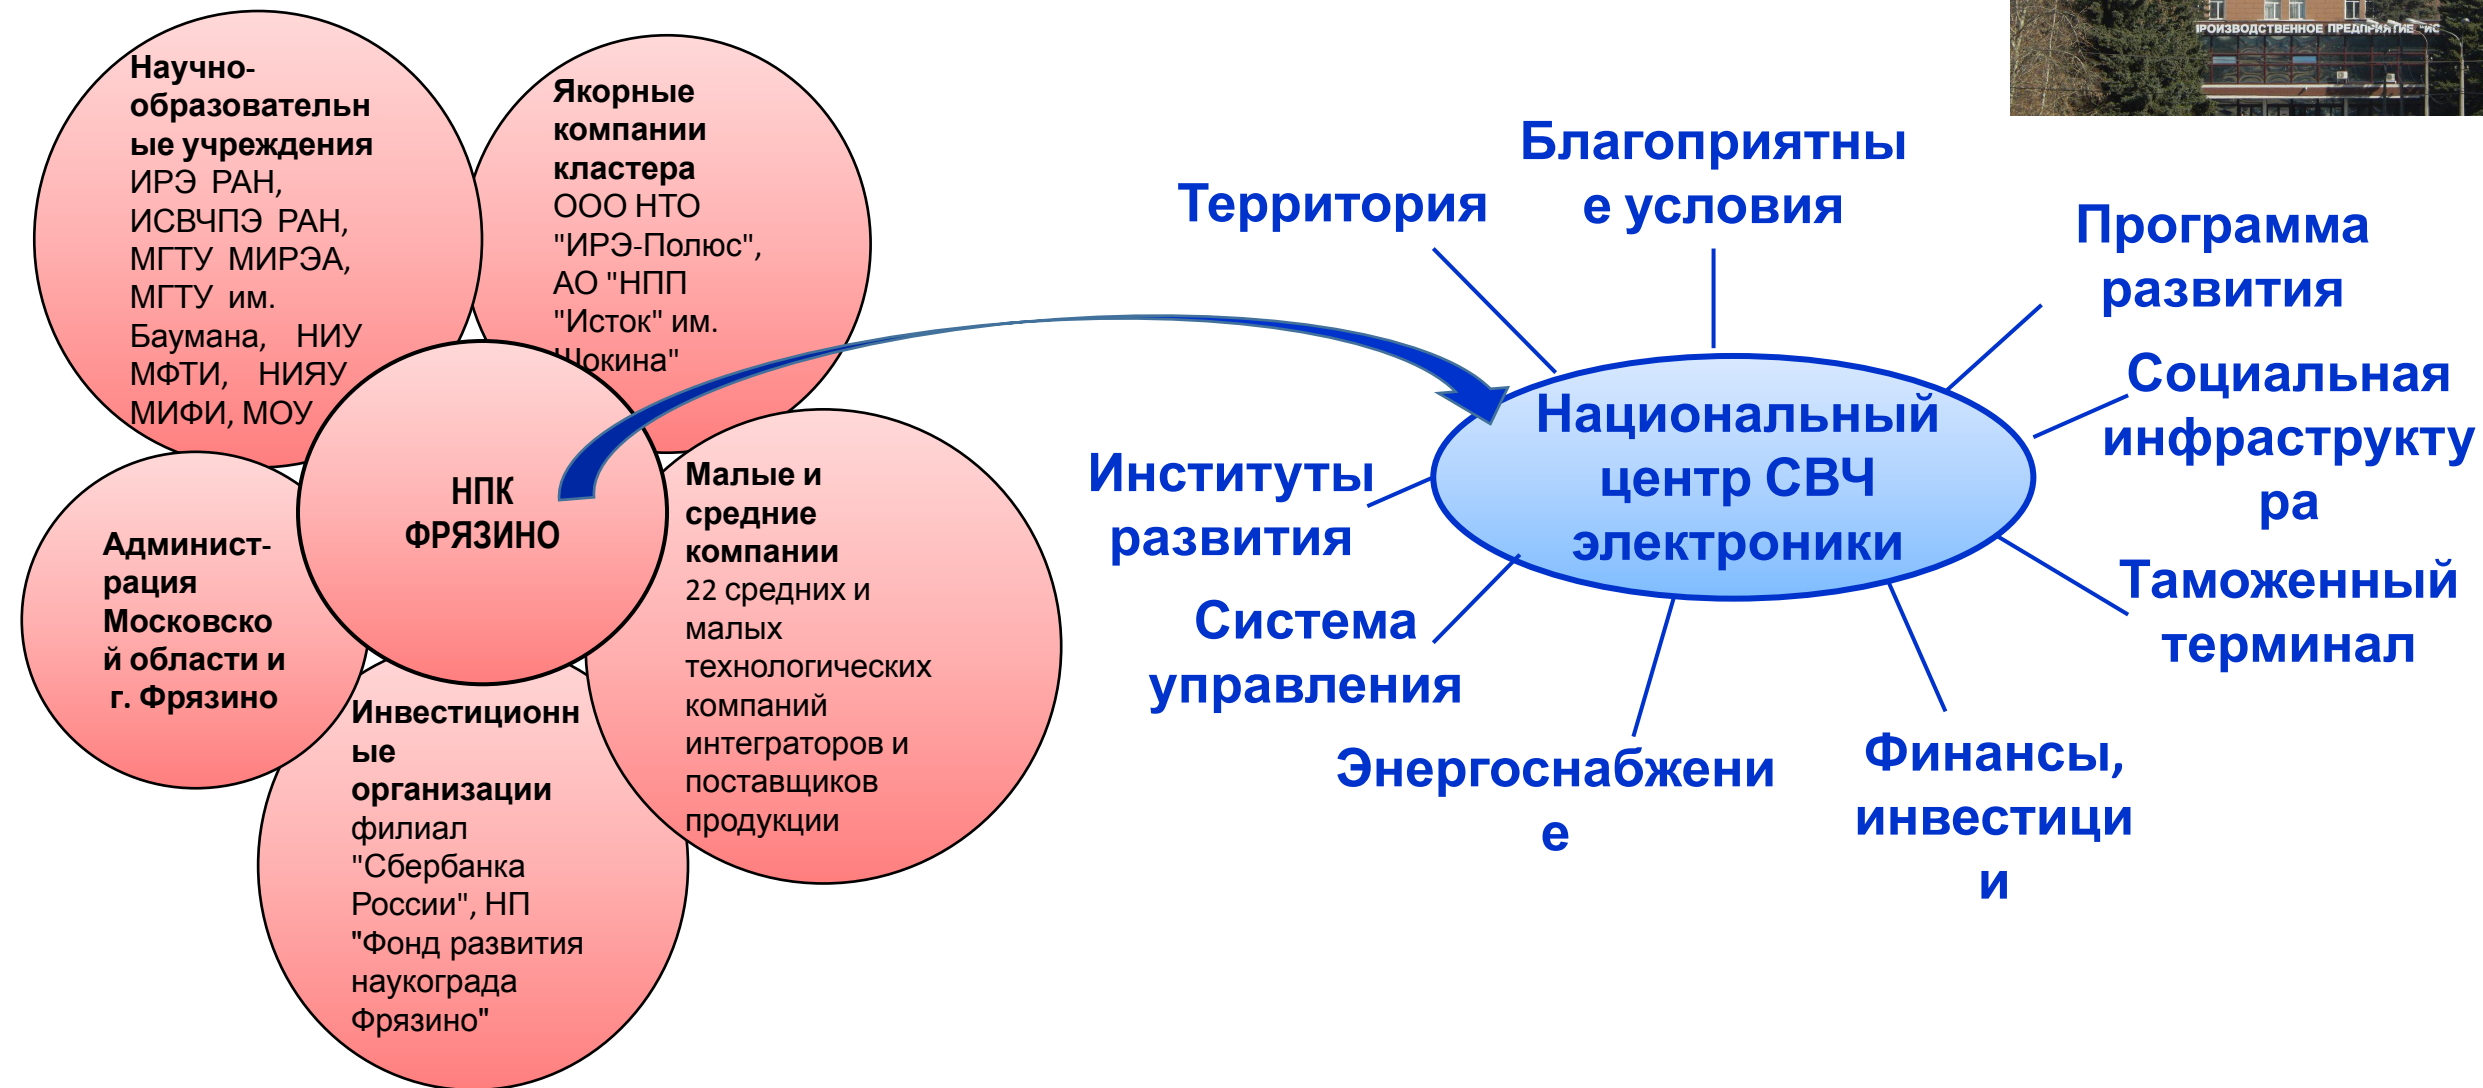 Научно-
образовательн
ые учреждения
ИРЭ РАН,
ИСВЧПЭ РАН,
МГТУ МИРЭА,
МГТУ им.
Баумана, НИУ
МФТИ, НИЯУ
МИФИ, МОУ
Якорные
компании
кластера
ООО НТО
"ИРЭ-Полюс",
АО "НПП
"Исток" им.
Шокина"
НПК
ФРЯЗИНО
Малые и
средние
компании
22 средних и
малых
технологических
компаний
интеграторов и
поставщиков
продукции
Админист-
рация
Московско
й области и
г. Фрязино
Инвестиционн
ые
организации
филиал
"Сбербанка
России", НП
"Фонд развития
наукограда
Фрязино"
РОИЗВОДСТВЕННОЕ ПРЕДПРИЯТИЕ "ИС
Территория
Благоприятны
е условия
Программа
развития
Социальная
инфраструкту
ра
Таможенный
терминал
Финансы,
инвестици
и
Энергоснабжени
е
Система
управления
Институты
развития
Национальный
центр СВЧ
электроники